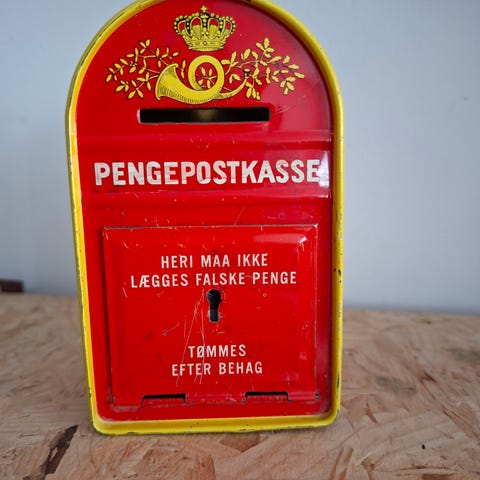 PENGEPOSTKASSE
HERI MAA IKKE
LÆGGES FALSKE PENGE
TØMMES
EFTER BEHAG